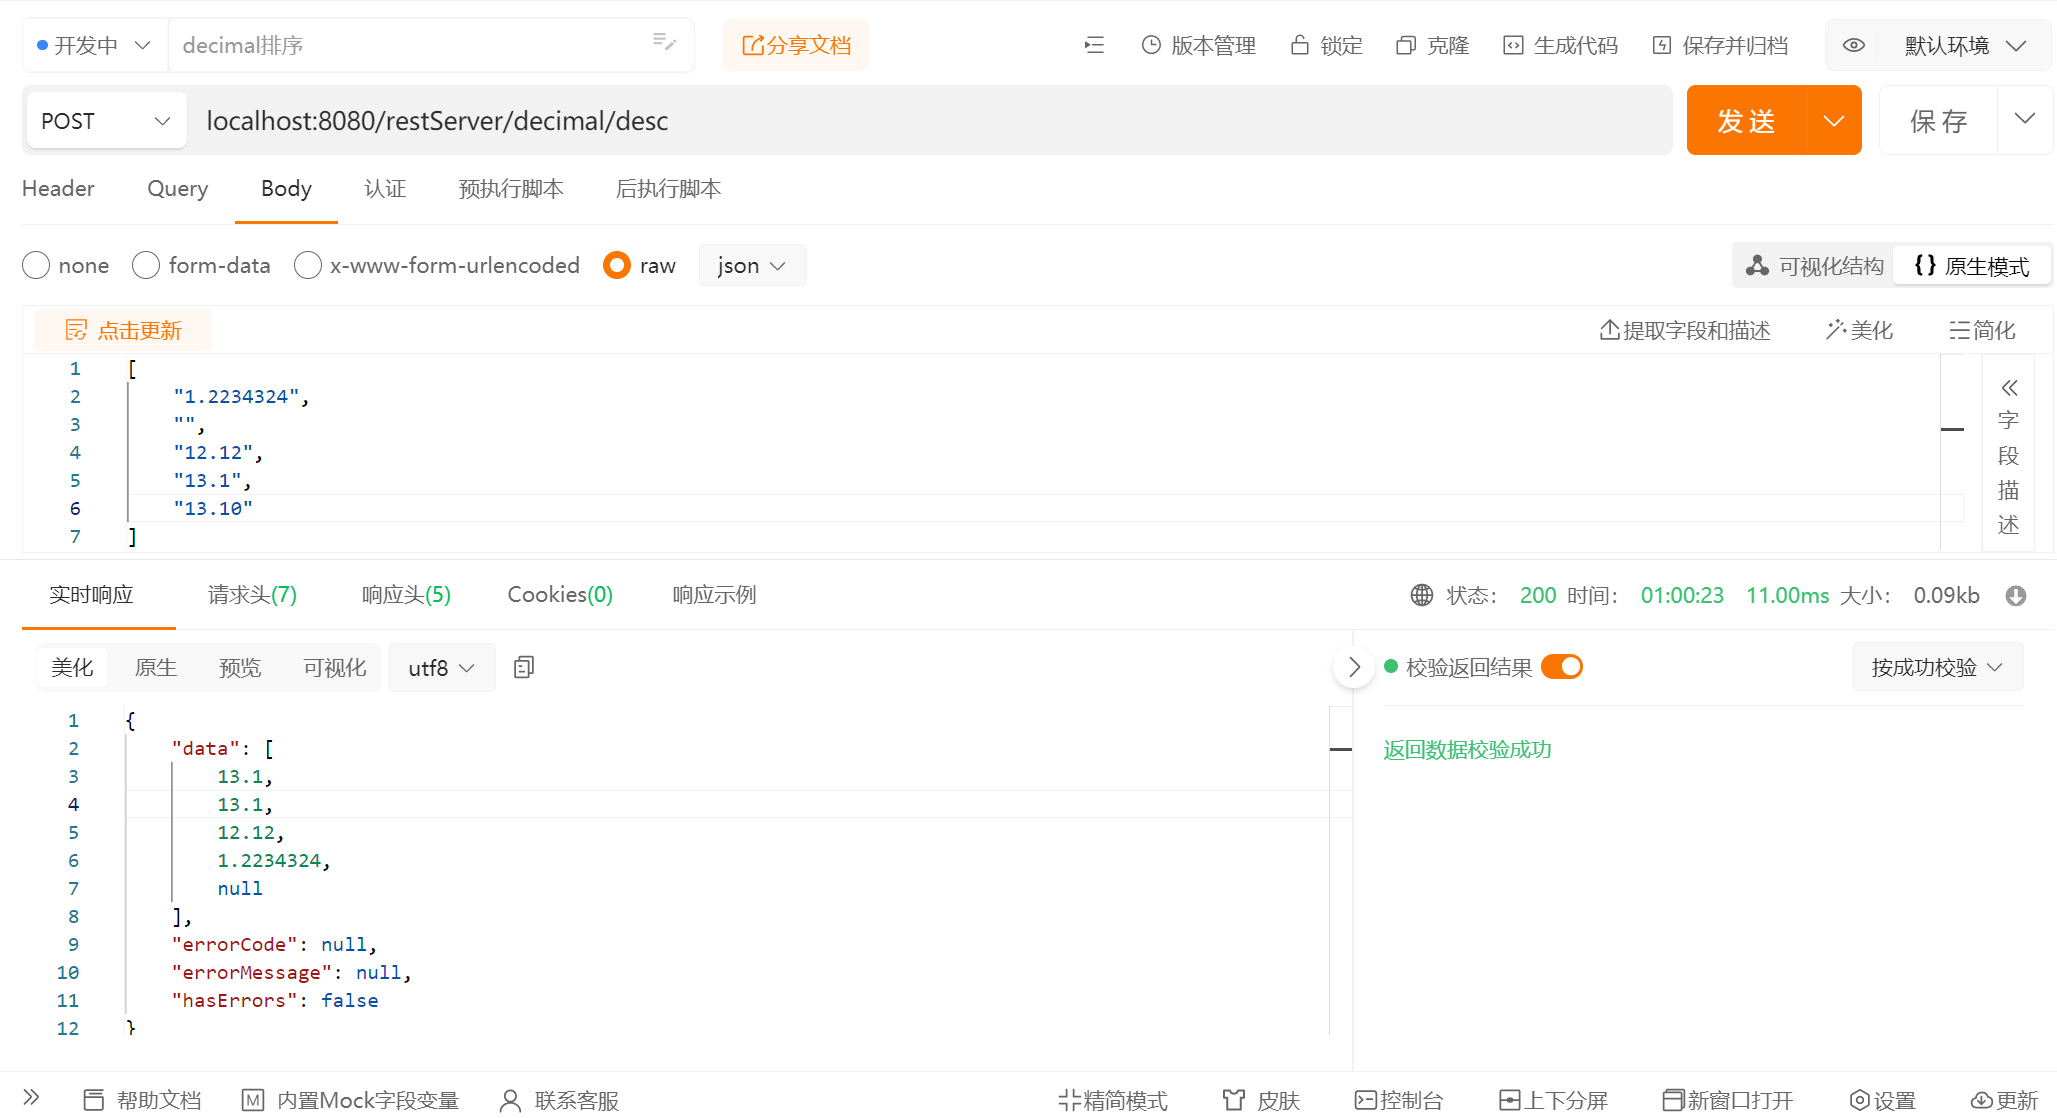 开发中 decimal排序 分享文档 版本管理 锁定 克隆 生成代码 保存并归档 默认环境
POST localhost:8080/restServer/decimal/desc 发 送 保 存
Header Query Body 认证 预执行脚本 后执行脚本
none form-data x-www-form-urlencoded raw json 可视化结构 {} 原生模式
点击更新 提取字段和描述 美化 简化
1 [
2 "1.2234324",
3 "",
4 "12.12",
5 "13.1",
6 "13.10"
7 ]
字
段
描
述
实时响应 请求头(7) 响应头(5) Cookies(0) 响应示例 状态: 200 时间: 01:00:23 11.00ms 大小: 0.09kb
美化 原生 预览 可视化 utf8 校验返回结果 按成功校验
返回数据校验成功
1 {
2 "data": [
3 13.1,
4 13.1,
5 12.12,
6 1.2234324,
7 null
8 ],
9 "errorCode": null,
10 "errorMessage": null,
11 "hasErrors": false
12 }
帮助文档 M 内置Mock字段变量 联系客服 精简模式 皮肤 控制台 上下分屏 新窗口打开 设置 更新